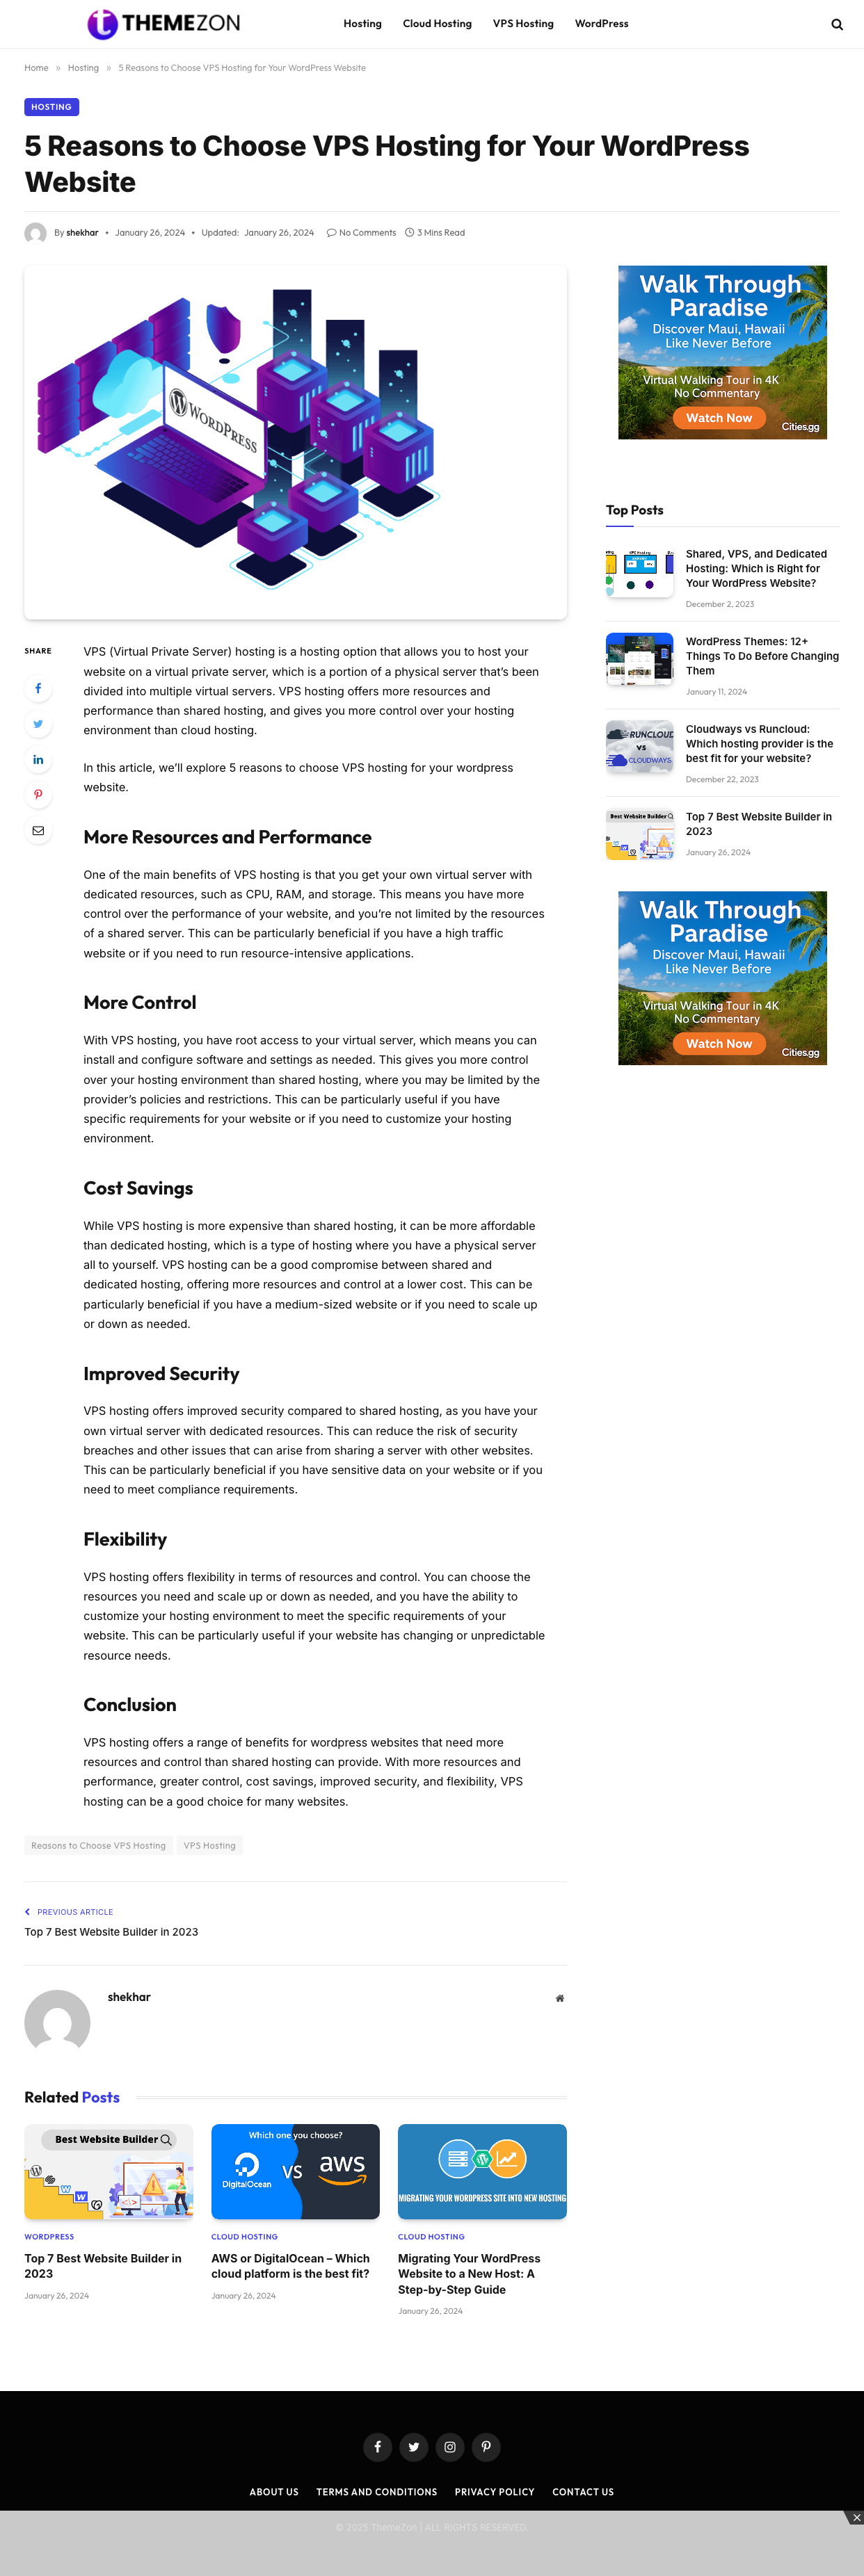 THEMEZON
Hosting
Cloud Hosting
VPS Hosting
WordPress
Home » Hosting » 5 Reasons to Choose VPS Hosting for Your WordPress Website
HOSTING
5 Reasons to Choose VPS Hosting for Your WordPress
Website
By shekhar • January 26, 2024 • Updated: January 26, 2024 No Comments 3 Mins Read
WORDPRESS
SHARE
VPS (Virtual Private Server) hosting is a hosting option that allows you to host your
website on a virtual private server, which is a portion of a physical server that’s been
divided into multiple virtual servers. VPS hosting offers more resources and
performance than shared hosting, and gives you more control over your hosting
environment than cloud hosting.
In this article, we’ll explore 5 reasons to choose VPS hosting for your wordpress
website.
More Resources and Performance
One of the main benefits of VPS hosting is that you get your own virtual server with
dedicated resources, such as CPU, RAM, and storage. This means you have more
control over the performance of your website, and you’re not limited by the resources
of a shared server. This can be particularly beneficial if you have a high traffic
website or if you need to run resource-intensive applications.
More Control
With VPS hosting, you have root access to your virtual server, which means you can
install and configure software and settings as needed. This gives you more control
over your hosting environment than shared hosting, where you may be limited by the
provider’s policies and restrictions. This can be particularly useful if you have
specific requirements for your website or if you need to customize your hosting
environment.
Cost Savings
While VPS hosting is more expensive than shared hosting, it can be more affordable
than dedicated hosting, which is a type of hosting where you have a physical server
all to yourself. VPS hosting can be a good compromise between shared and
dedicated hosting, offering more resources and control at a lower cost. This can be
particularly beneficial if you have a medium-sized website or if you need to scale up
or down as needed.
Improved Security
VPS hosting offers improved security compared to shared hosting, as you have your
own virtual server with dedicated resources. This can reduce the risk of security
breaches and other issues that can arise from sharing a server with other websites.
This can be particularly beneficial if you have sensitive data on your website or if you
need to meet compliance requirements.
Flexibility
VPS hosting offers flexibility in terms of resources and control. You can choose the
resources you need and scale up or down as needed, and you have the ability to
customize your hosting environment to meet the specific requirements of your
website. This can be particularly useful if your website has changing or unpredictable
resource needs.
Conclusion
VPS hosting offers a range of benefits for wordpress websites that need more
resources and control than shared hosting can provide. With more resources and
performance, greater control, cost savings, improved security, and flexibility, VPS
hosting can be a good choice for many websites.
Reasons to Choose VPS Hosting
VPS Hosting
PREVIOUS ARTICLE
Top 7 Best Website Builder in 2023
shekhar
Related Posts
Best Website Builder
WORDPRESS
Top 7 Best Website Builder in
2023
January 26, 2024
Which one you choose?
DigitalOcean
VS
aws
CLOUD HOSTING
AWS or DigitalOcean – Which
cloud platform is the best fit?
January 26, 2024
MIGRATING YOUR WORDPRESS SITE INTO NEW HOSTING
CLOUD HOSTING
Migrating Your WordPress
Website to a New Host: A
Step-by-Step Guide
January 26, 2024
Walk Through
Paradise
Discover Maui, Hawaii
Like Never Before
Virtual Walking Tour in 4K
No Commentary
Watch Now
Cities.gg
Top Posts
Shared, VPS, and Dedicated
Hosting: Which is Right for
Your WordPress Website?
December 2, 2023
WordPress Themes: 12+
Things To Do Before Changing
Them
January 11, 2024
RUNCLOUD
VS
CLOUDWAYS
Cloudways vs Runcloud:
Which hosting provider is the
best fit for your website?
December 22, 2023
Best Website Builder
Top 7 Best Website Builder in
2023
January 26, 2024
Walk Through
Paradise
Discover Maui, Hawaii
Like Never Before
Virtual Walking Tour in 4K
No Commentary
Watch Now
Cities.gg
ABOUT US
TERMS AND CONDITIONS
PRIVACY POLICY
CONTACT US
© 2025 ThemeZon | ALL RIGHTS RESERVED.